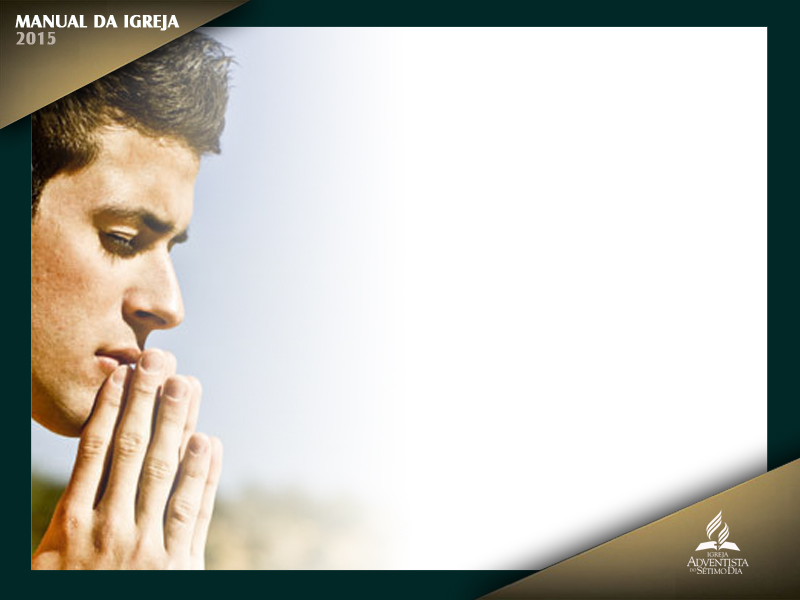 MANUAL DA IGREJA
2015
IGREJA
ADVENTISTA
DO SÉTIMO DIA